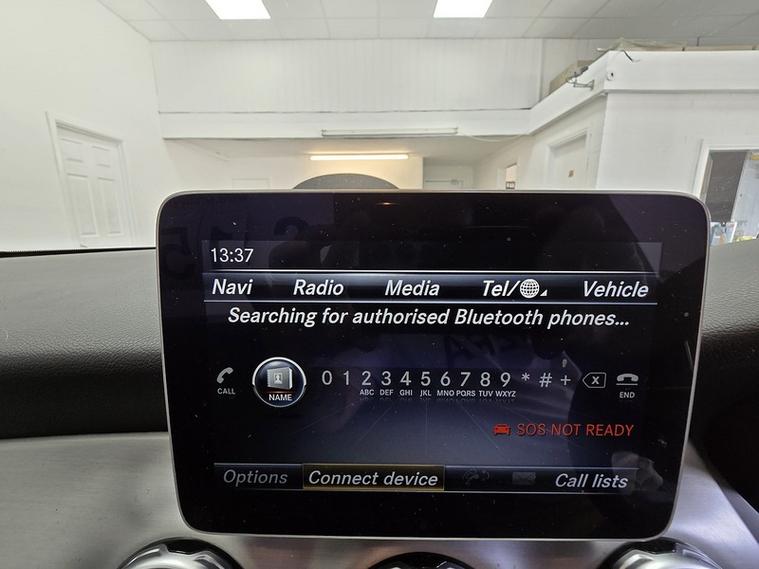 13:37
Navi Radio Media Tel/ Vehicle
Searching for authorised Bluetooth phones...
0 1 2 3 4 5 6 7 8 9 * # +
CALL NAME ABC DEF GHI JKL MNO PQRS TUV WXYZ END
SOS NOT READY
Options Connect device Call lists